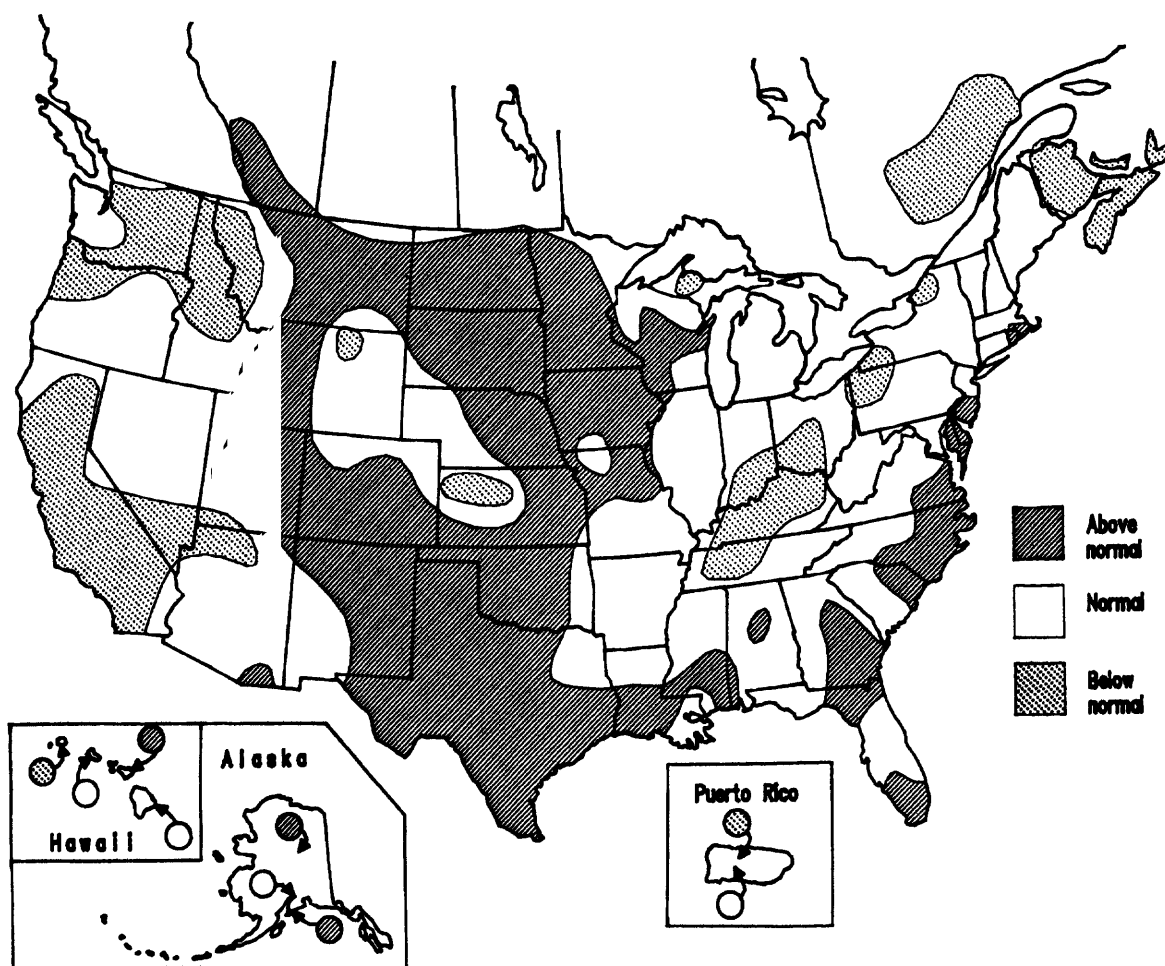 Above
normal
Normal
Below
normal
Alaska
Hawaii
Puerto Rico